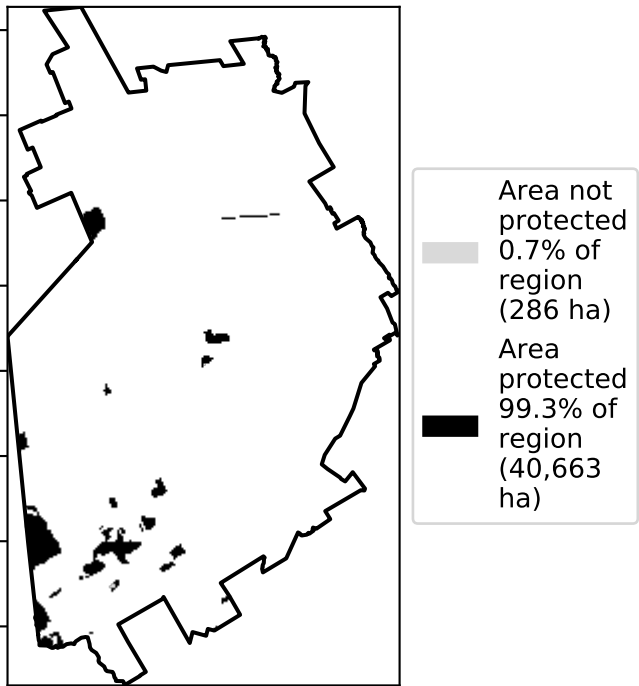 Area not
protected
0.7% of
region
(286 ha)
Area
protected
99.3% of
region
(40,663
ha)